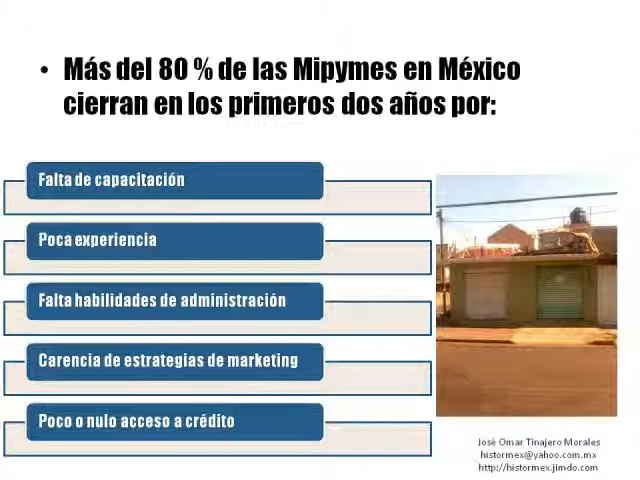 • Más del 80 % de las Mipymes en México
cierran en los primeros dos años por:
Falta de capacitación
Poca experiencia
Falta habilidades de administración
Carencia de estrategias de marketing
Poco o nulo acceso a crédito
José Omar Tinajero Morales
histormex@yahoo.com.mx
http://histormex.jimdo.com